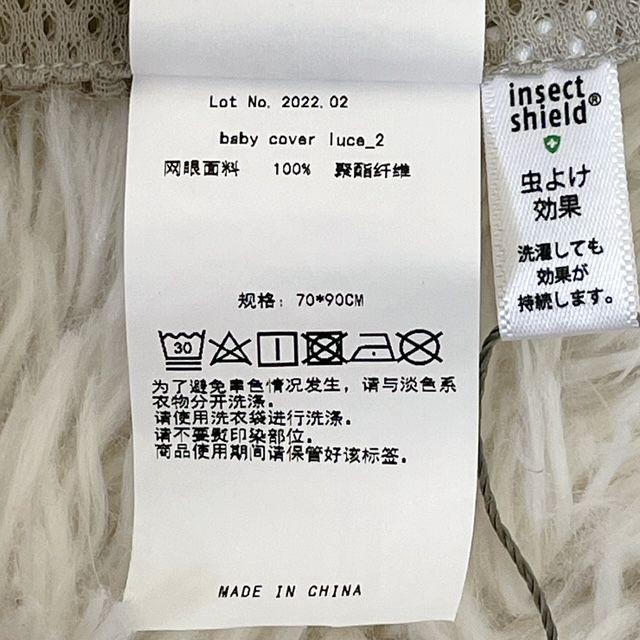 Lot No. 2022.02
baby cover luce_2
网眼面料 100% 聚酯纤维
规格: 70*90CM
30
为了避免串色情况发生, 请与淡色系
衣物分开洗涤。
请使用洗衣袋进行洗涤。
请不要熨印染部位。
商品使用期间请保管好该标签。
MADE IN CHINA
insect
shield®
虫よけ
効果
洗濯しても
効果が
持続します。